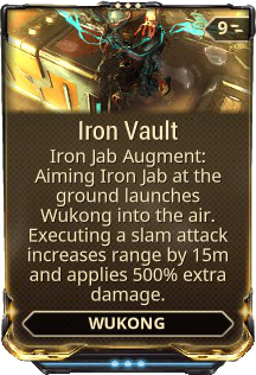 9
Iron Vault
Iron Jab Augment:
Aiming Iron Jab at the
ground launches
Wukong into the air.
Executing a slam attack
increases range by 15m
and applies 500% extra
damage.
WUKONG